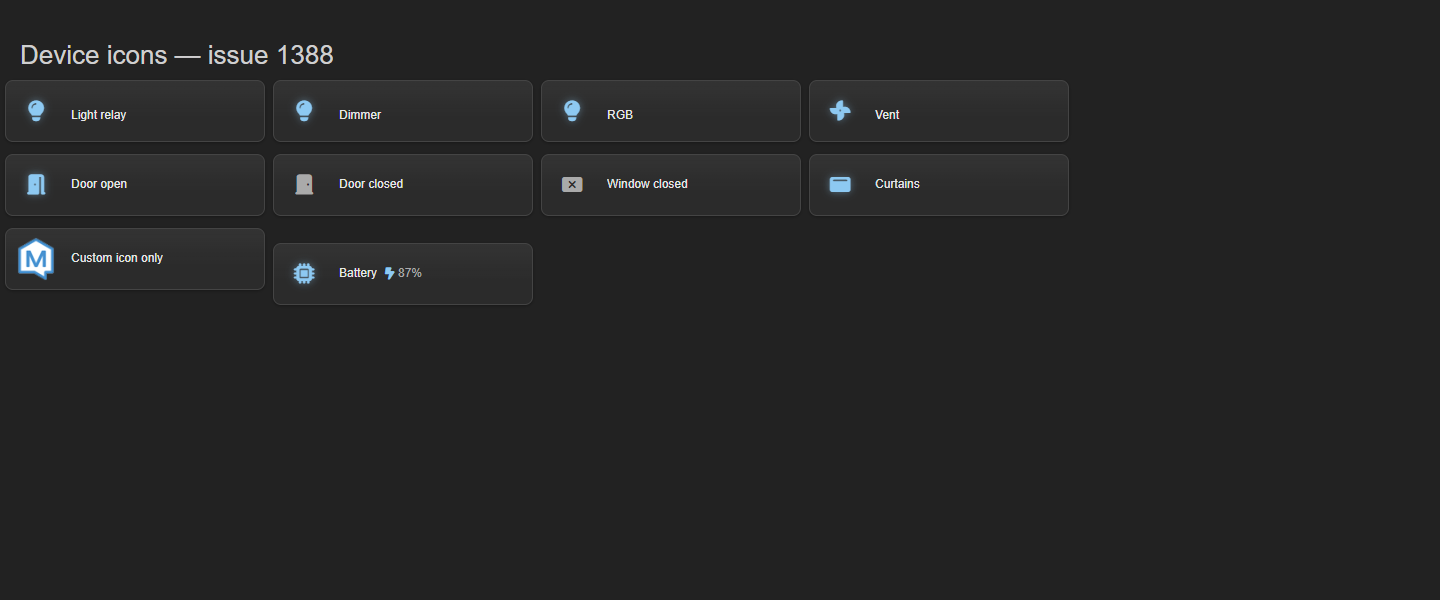 Device icons — issue 1388
Light relay
Dimmer
RGB
Vent
Door open
Door closed
Window closed
Curtains
M
Custom icon only
Battery 87%